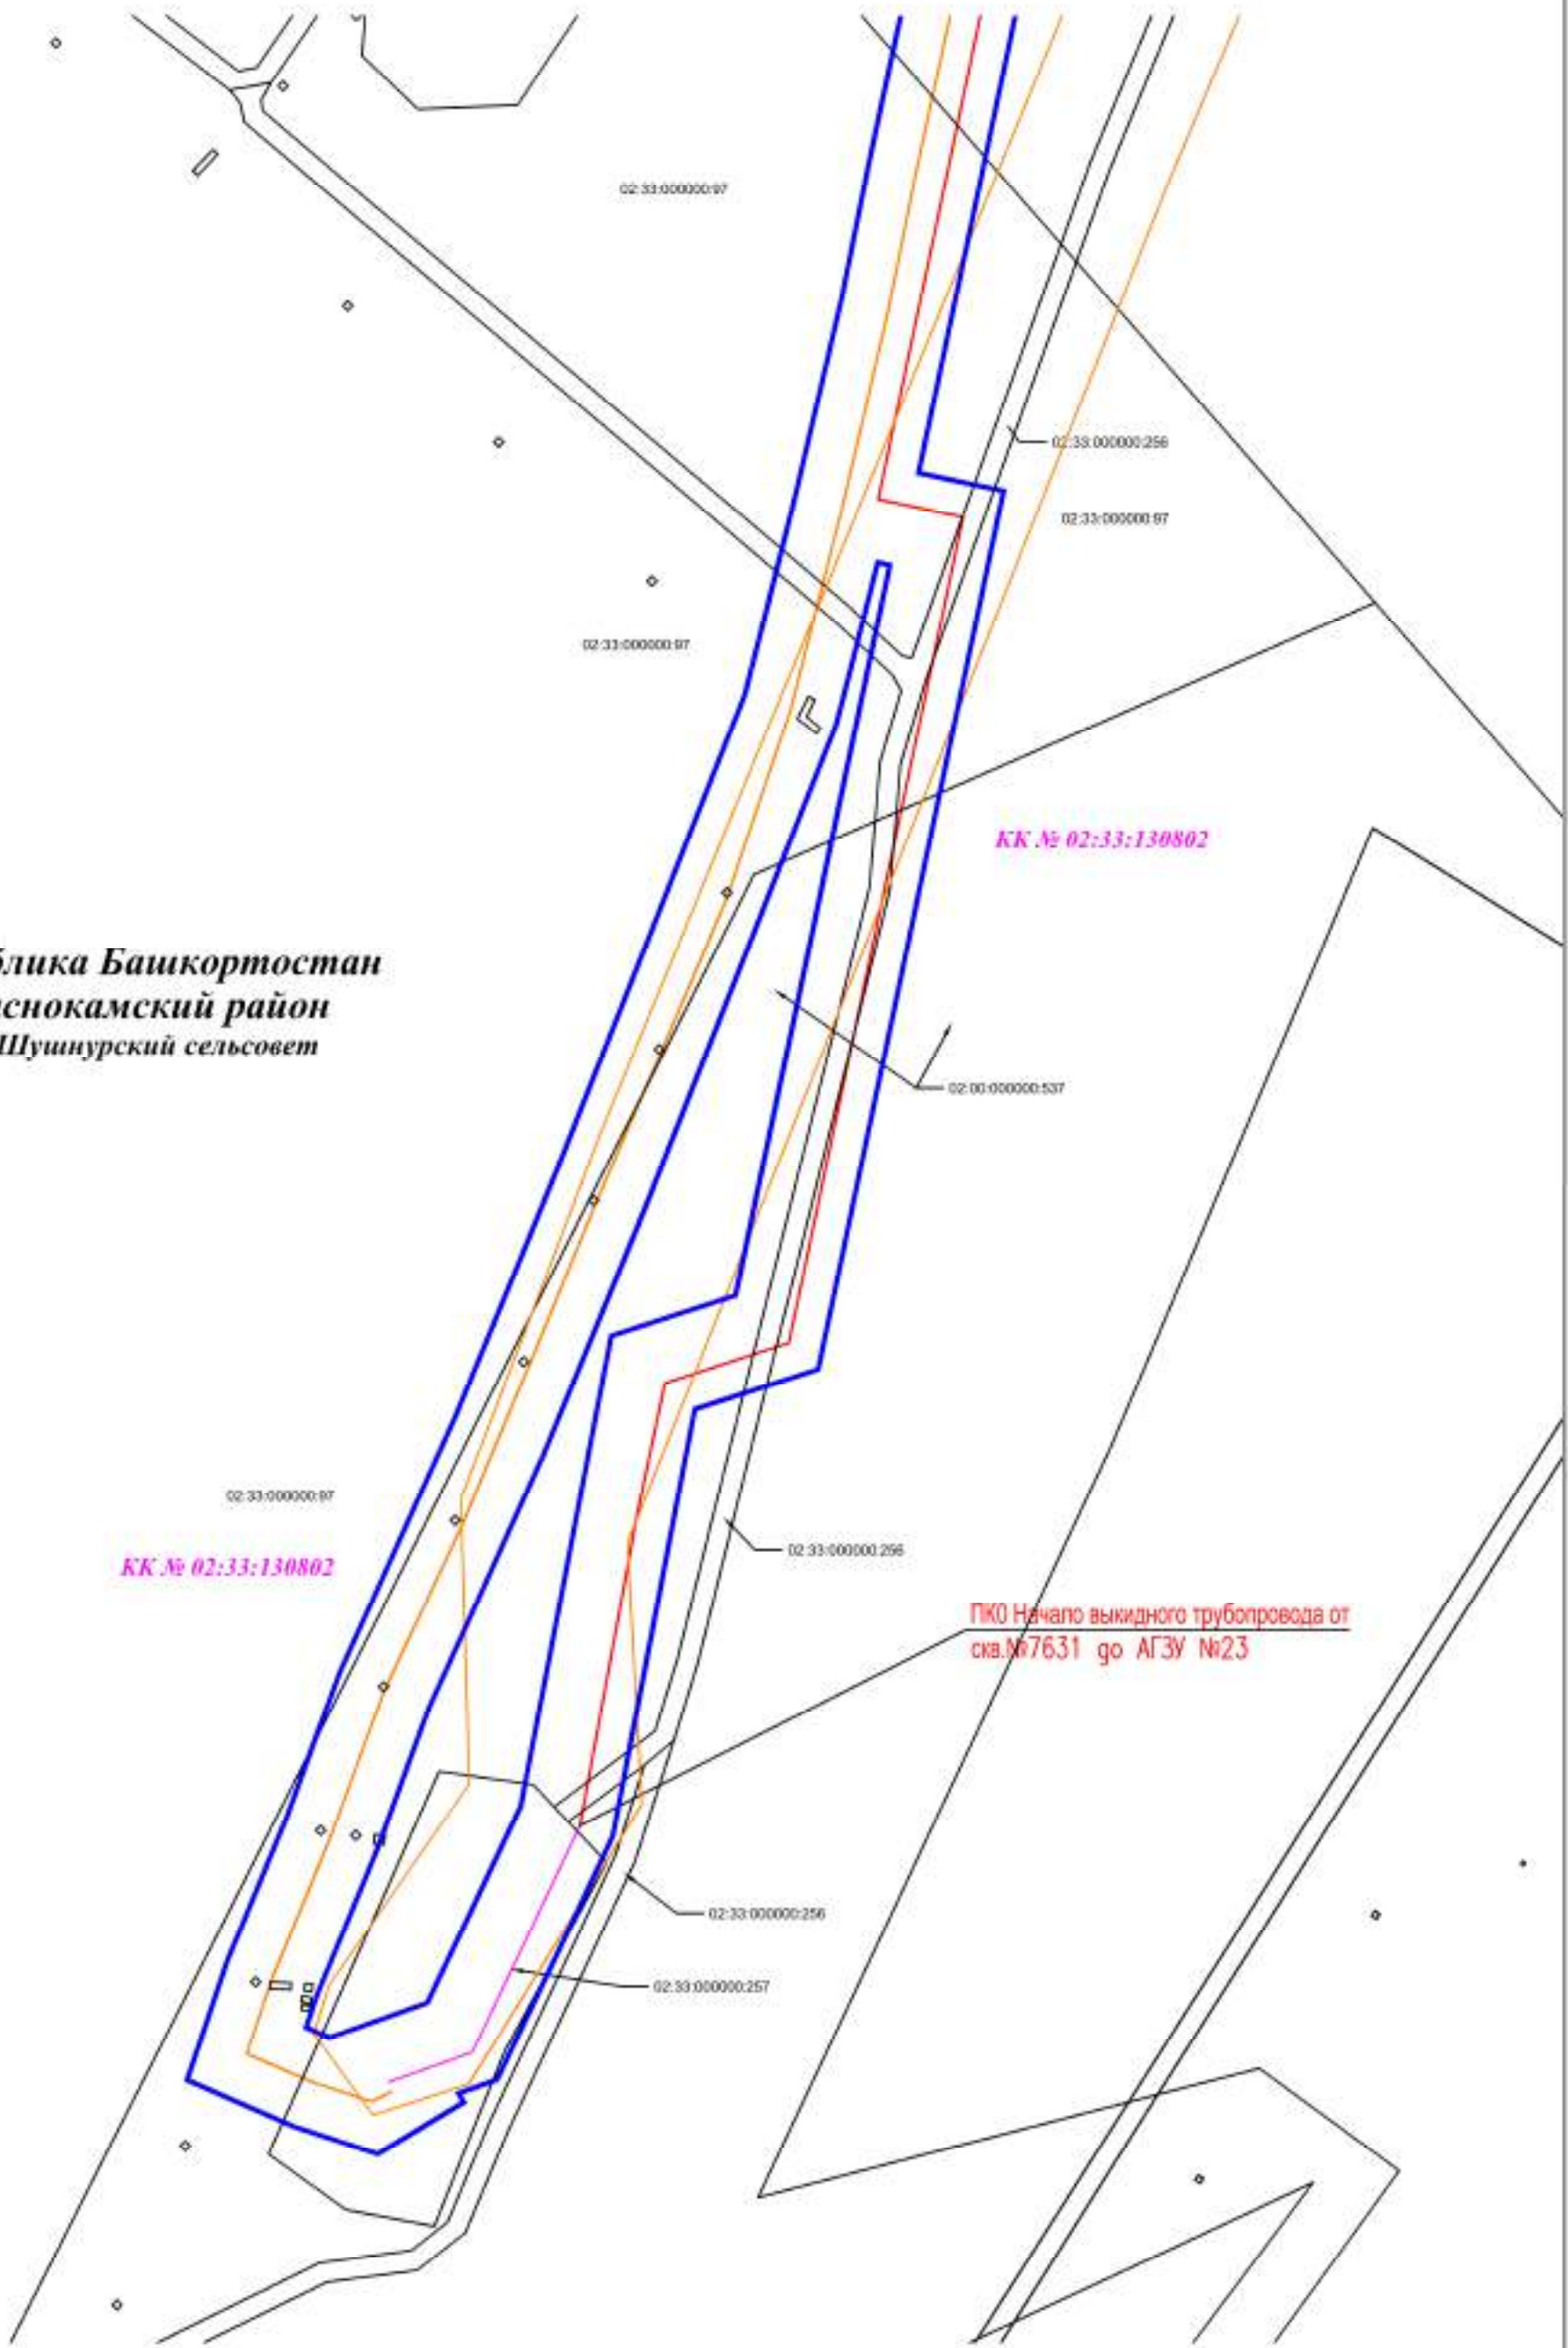 02:33:000000:97
02:33:000000:256
02:33:000000:97
02:33:000000:97
КК № 02:33:130802
блика Башкортостан
снокамский район
Шушнурский сельсовет
02:00:000000:537
02:33:000000:97
02:33:000000:256
КК № 02:33:130802
ПК0 Начало выкидного трубопровода от
скв.№7631 до АГЗУ №23
02:33:000000:256
02:33:000000:257